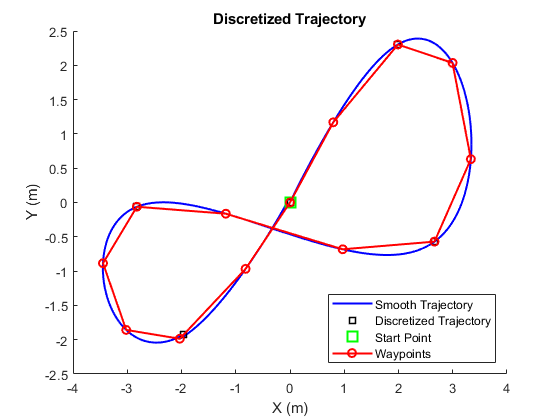 Discretized Trajectory
2.5
2
1.5
1
0.5
0
-0.5
-1
-1.5
-2
-2.5
Y (m)
Smooth Trajectory
Discretized Trajectory
Start Point
Waypoints
-4 -3 -2 -1 0 1 2 3 4
X (m)